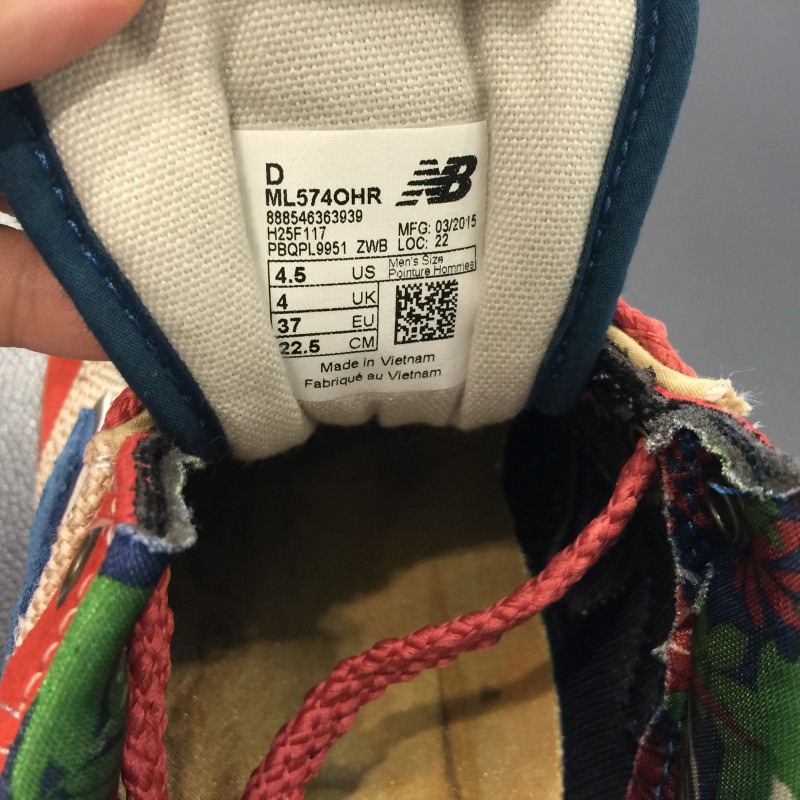 D
NB
ML574OHR
888546363939
H25F117 MFG: 03/2015
PBQPL9951 ZWB LOC: 22
4.5 US Men's Size
Pointure Hommes
4 UK
37 EU
22.5 CM
Made in Vietnam
Fabriqué au Vietnam